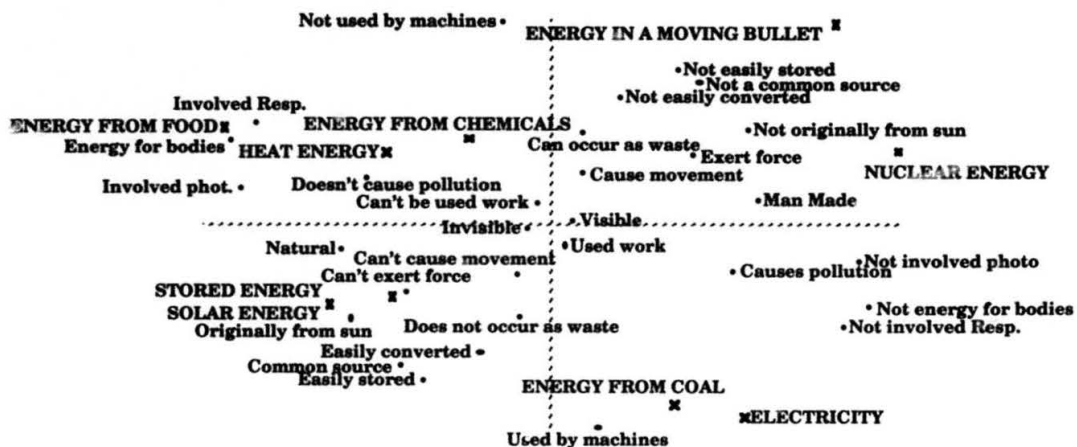 Not used by machines
ENERGY IN A MOVING BULLET
Not easily stored
Not a common source
Not easily converted
Involved Resp.
ENERGY FROM FOOD
ENERGY FROM CHEMICALS
Not originally from sun
Energy for bodies
HEAT ENERGY
Can occur as waste
Exert force
NUCLEAR ENERGY
Cause movement
Involved phot.
Doesn't cause pollution
Can't be used work
Man Made
Visible
Invisible
Natural
Used work
Can't cause movement
Can't exert force
Causes pollution
Not involved photo
STORED ENERGY
SOLAR ENERGY
Originally from sun
Does not occur as waste
Not energy for bodies
Not involved Resp.
Easily converted
Common source
Easily stored
ENERGY FROM COAL
ELECTRICITY
Used by machines